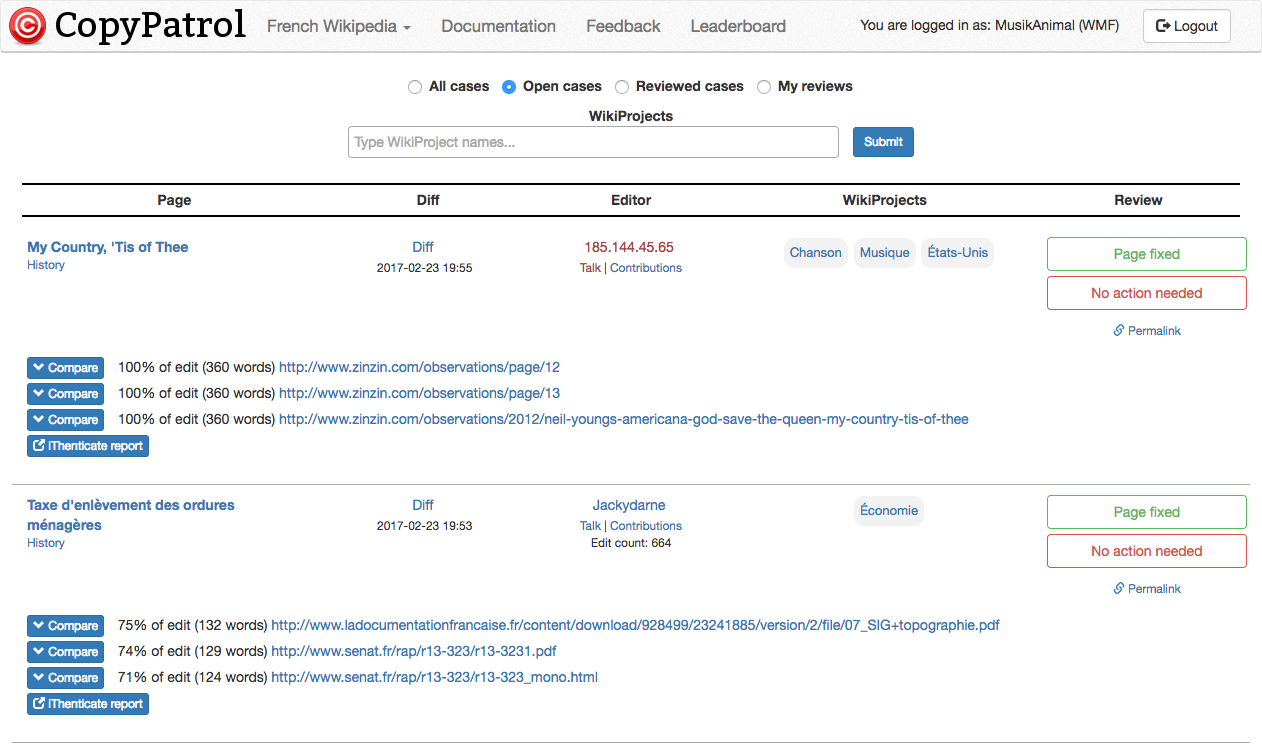 CopyPatrol French Wikipedia Documentation Feedback Leaderboard You are logged in as: MusikAnimal (WMF) Logout
All cases Open cases Reviewed cases My reviews
WikiProjects
Type WikiProject names... Submit
Page Diff Editor WikiProjects Review
My Country, 'Tis of Thee Diff 185.144.45.65 Chanson Musique États-Unis Page fixed
History 2017-02-23 19:55 Talk | Contributions
No action needed
Permalink
Compare 100% of edit (360 words) http://www.zinzin.com/observations/page/12
Compare 100% of edit (360 words) http://www.zinzin.com/observations/page/13
Compare 100% of edit (360 words) http://www.zinzin.com/observations/2012/neil-youngs-americana-god-save-the-queen-my-country-tis-of-thee
iThenticate report
Taxe d'enlèvement des ordures Diff Jackydarne Économie Page fixed
ménagères 2017-02-23 19:53 Talk | Contributions
History Edit count: 664
No action needed
Permalink
Compare 75% of edit (132 words) http://www.ladocumentationfrancaise.fr/content/download/928499/23241885/version/2/file/07_SIG+topographie.pdf
Compare 74% of edit (129 words) http://www.senat.fr/rap/r13-323/r13-3231.pdf
Compare 71% of edit (124 words) http://www.senat.fr/rap/r13-323/r13-323_mono.html
iThenticate report